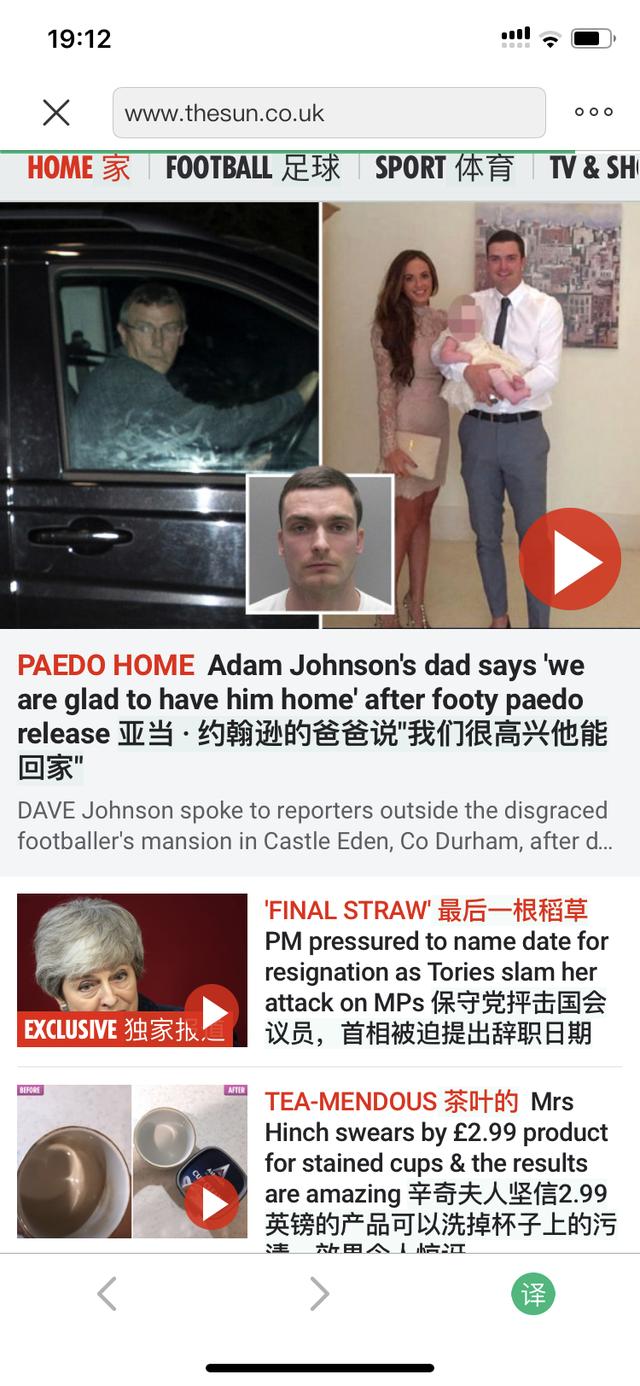 19:12
www.thesun.co.uk
HOME 家 FOOTBALL 足球 SPORT 体育 TV &
PAEDO HOME Adam Johnson's dad says 'we
are glad to have him home' after footy paedo
release 亚当·约翰逊的爸爸说"我们很高兴他能
回家"
DAVE Johnson spoke to reporters outside the disgraced
footballer's mansion in Castle Eden, Co Durham, after d...
EXCLUSIVE 独家报道
'FINAL STRAW' 最后一根稻草
PM pressured to name date for
resignation as Tories slam her
attack on MPs 保守党抨击国会
议员，首相被迫提出辞职日期
BEFORE AFTER
TEA-MENDOUS 茶叶的 Mrs
Hinch swears by £2.99 product
for stained cups & the results
are amazing 辛奇夫人坚信2.99
英镑的产品可以洗掉杯子上的污
译